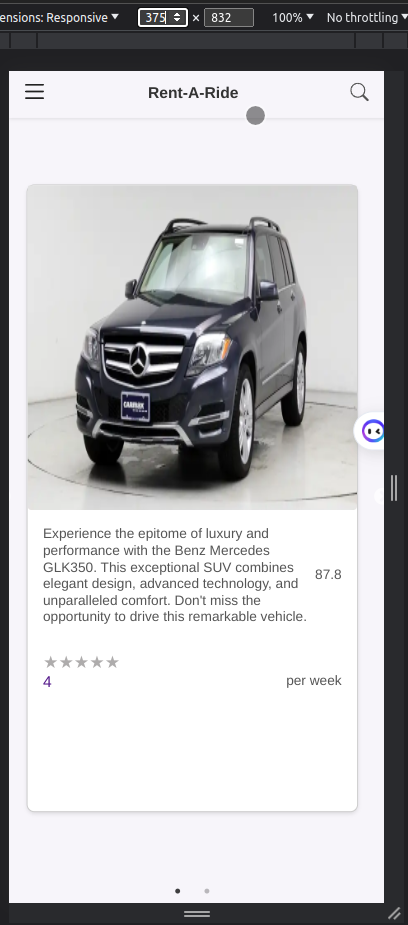 ensions: Responsive ▼ 375 × 832 100% ▼ No throttling ▼
Rent-A-Ride
CARMAX
Experience the epitome of luxury and
performance with the Benz Mercedes
GLK350. This exceptional SUV combines
elegant design, advanced technology, and
unparalleled comfort. Don't miss the
opportunity to drive this remarkable vehicle.
87.8
★★★★★
4
per week